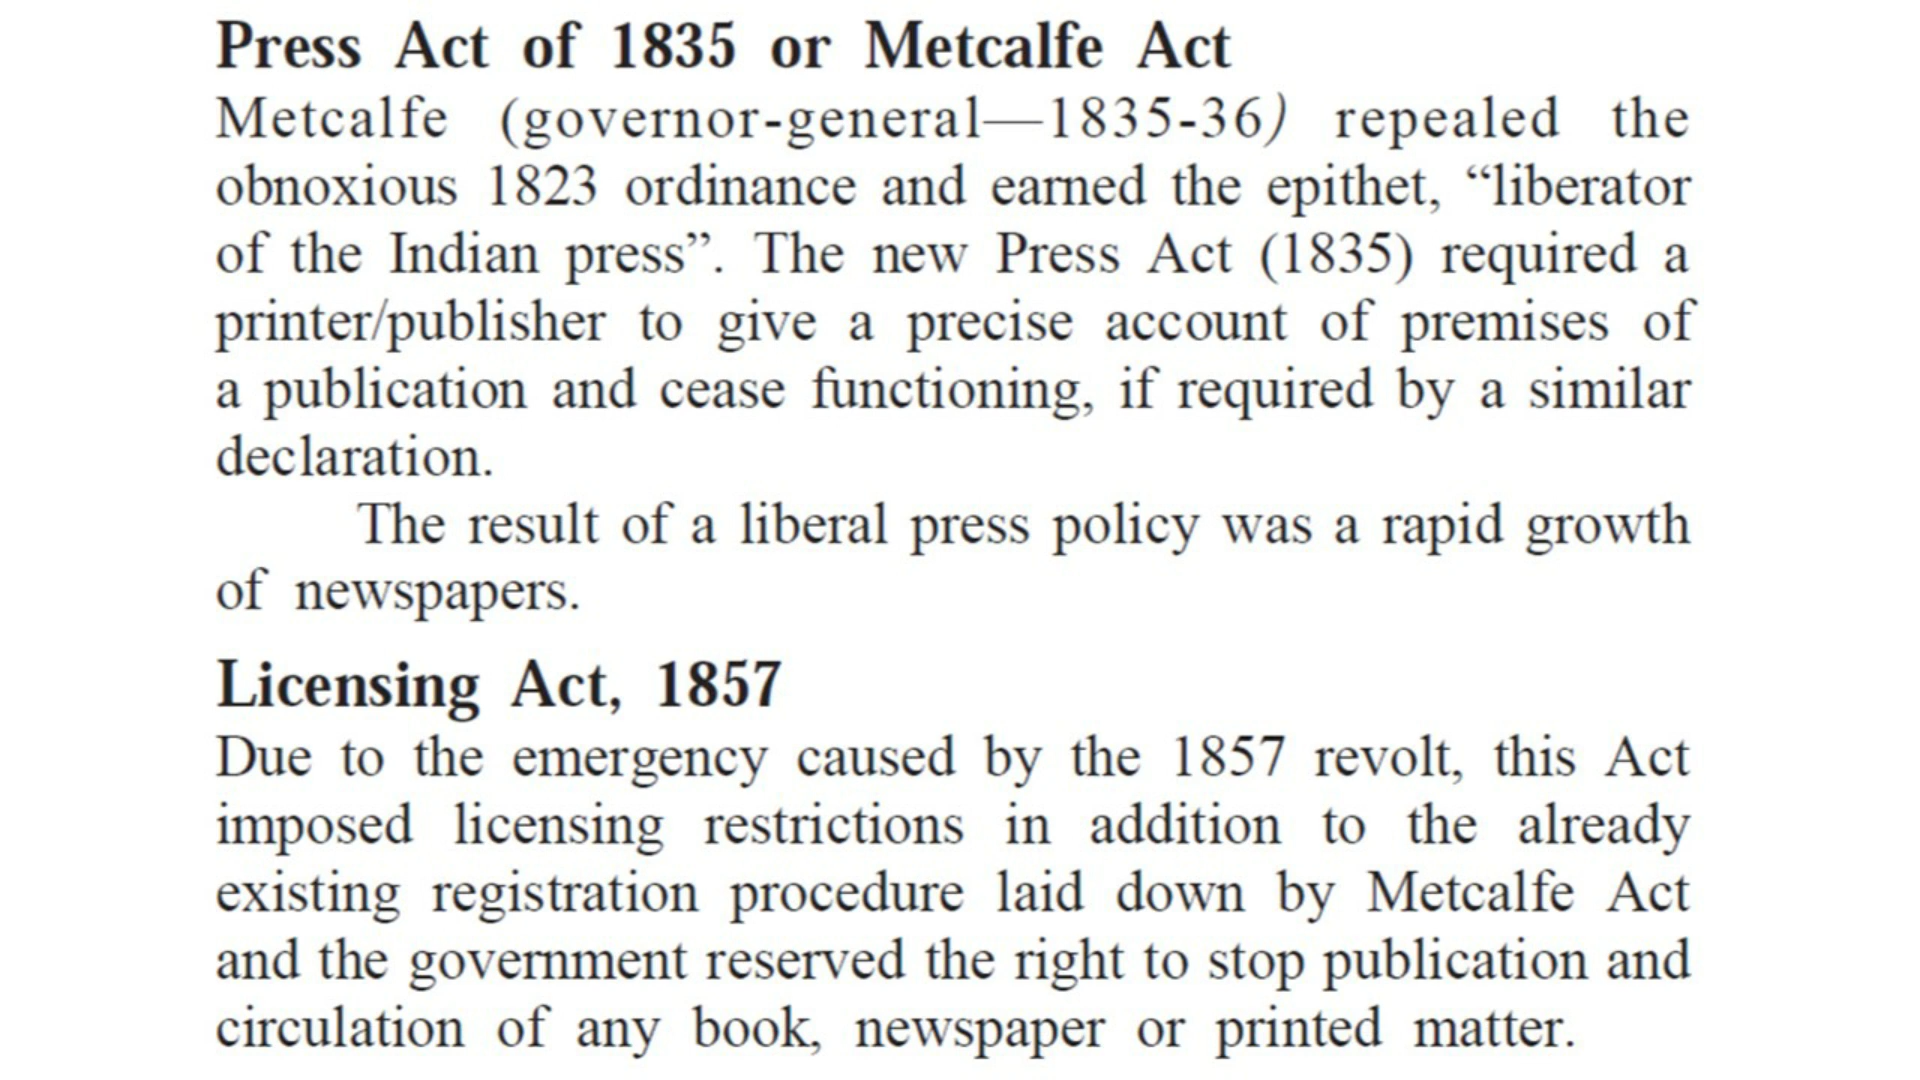 Press Act of 1835 or Metcalfe Act
Metcalfe (governor-general—1835-36) repealed the
obnoxious 1823 ordinance and earned the epithet, “liberator
of the Indian press”. The new Press Act (1835) required a
printer/publisher to give a precise account of premises of
a publication and cease functioning, if required by a similar
declaration.
The result of a liberal press policy was a rapid growth
of newspapers.
Licensing Act, 1857
Due to the emergency caused by the 1857 revolt, this Act
imposed licensing restrictions in addition to the already
existing registration procedure laid down by Metcalfe Act
and the government reserved the right to stop publication and
circulation of any book, newspaper or printed matter.